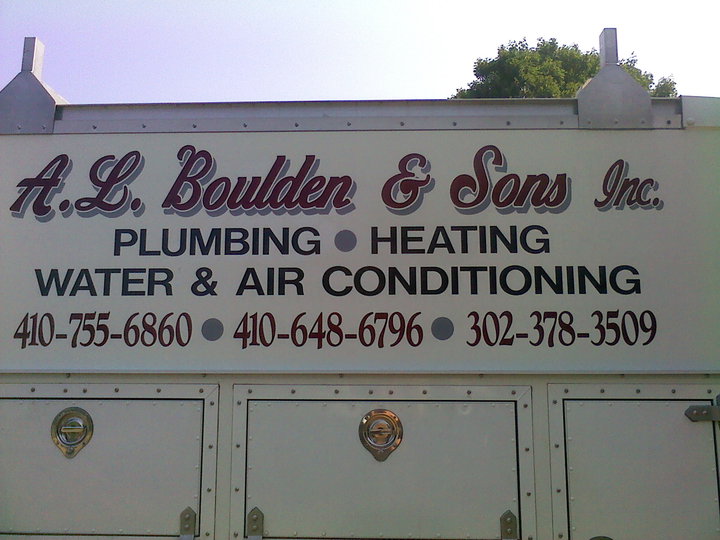 A.L. Boulden & Sons Inc.
PLUMBING • HEATING
WATER & AIR CONDITIONING
410-755-6860 • 410-648-6796 • 302-378-3509